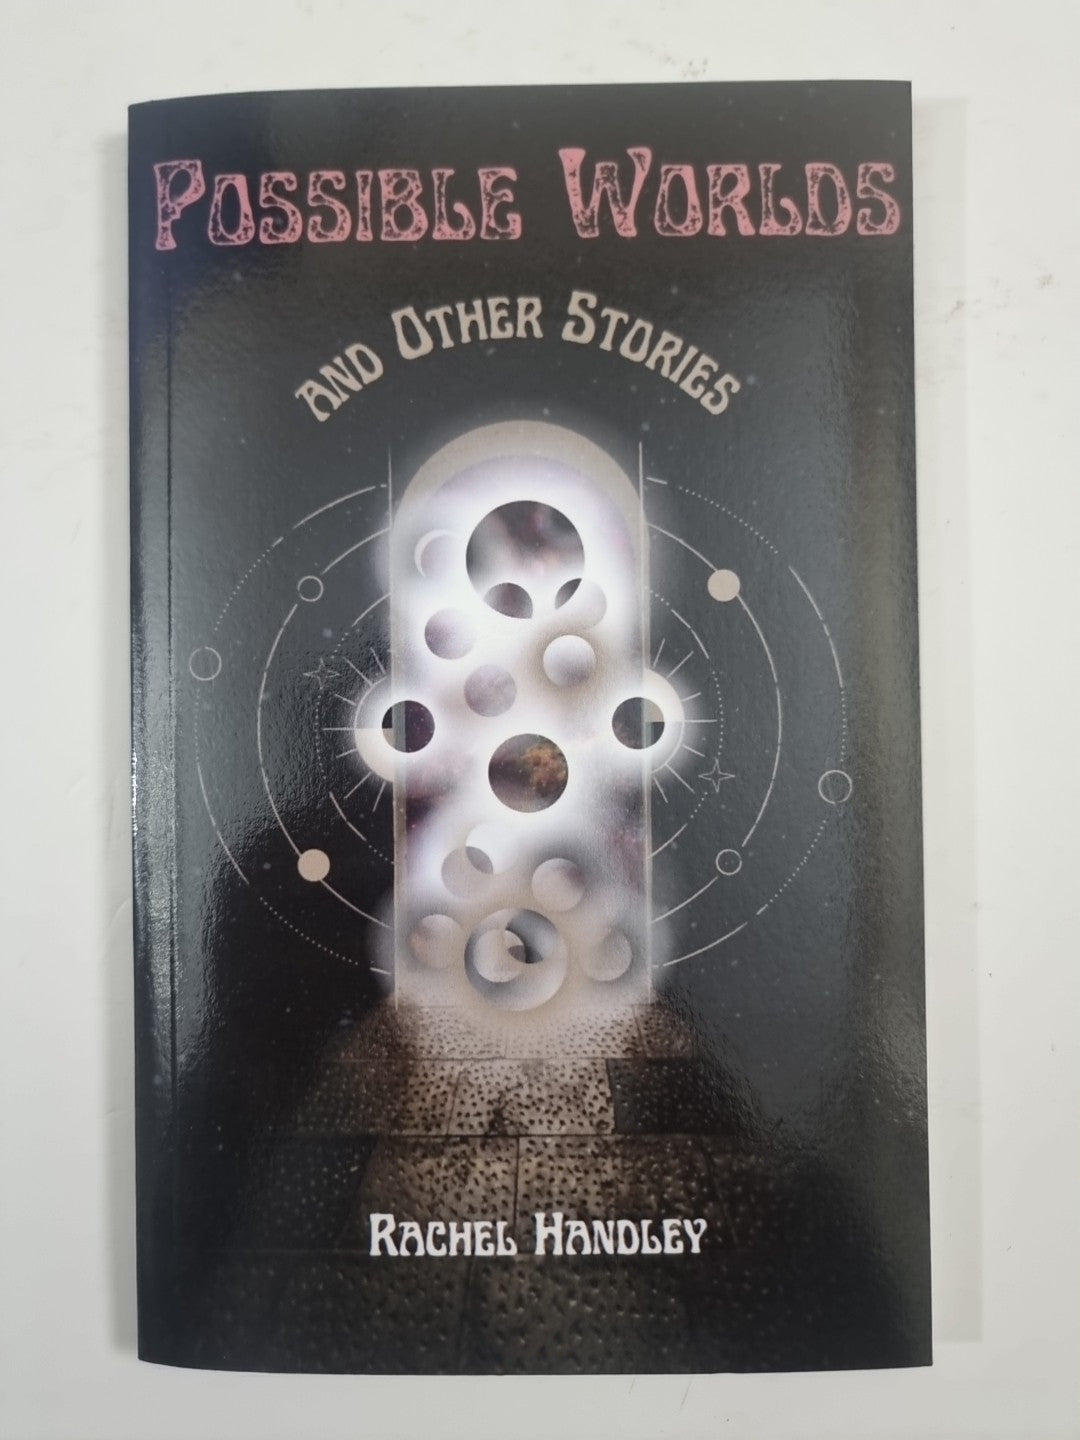 Possible Worlds
and Other Stories
Rachel Handley